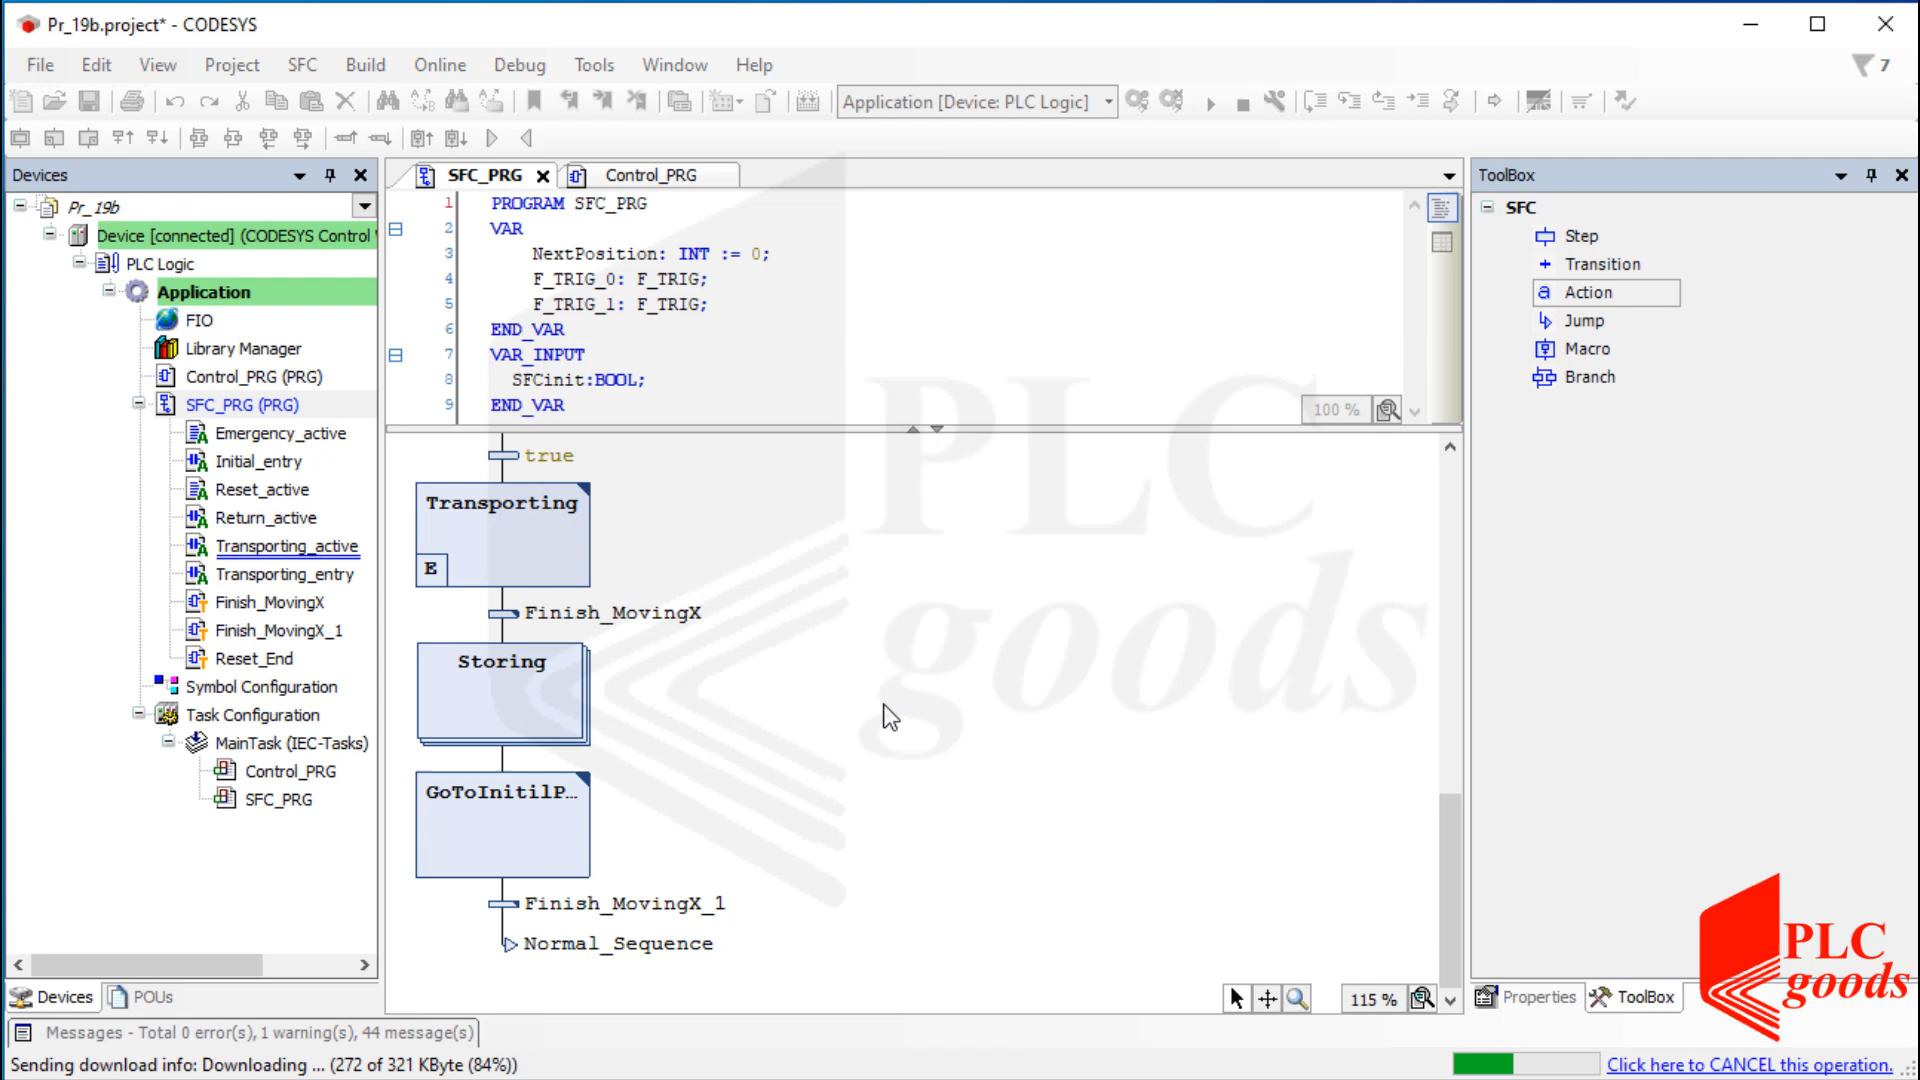 Pr_19b.project* - CODESYS
File Edit View Project SFC Build Online Debug Tools Window Help
7
Application [Device: PLC Logic]
Devices
Pr_19b
Device [connected] (CODESYS Control
PLC Logic
Application
FIO
Library Manager
Control_PRG (PRG)
SFC_PRG (PRG)
Emergency_active
Initial_entry
Reset_active
Return_active
Transporting_active
Transporting_entry
Finish_MovingX
Finish_MovingX_1
Reset_End
Symbol Configuration
Task Configuration
MainTask (IEC-Tasks)
Control_PRG
SFC_PRG
Devices POUs
SFC_PRG Control_PRG
1 PROGRAM SFC_PRG
2 VAR
3 NextPosition: INT := 0;
4 F_TRIG_0: F_TRIG;
5 F_TRIG_1: F_TRIG;
6 END_VAR
7 VAR_INPUT
8 SFCinit:BOOL;
9 END_VAR
100 %
true
Transporting
E
Finish_MovingX
Storing
GoToInitilP...
Finish_MovingX_1
Normal_Sequence
115 %
PLC
goods
ToolBox
SFC
Step
Transition
Action
Jump
Macro
Branch
Properties ToolBox
PLC
goods
Messages - Total 0 error(s), 1 warning(s), 44 message(s)
Sending download info: Downloading ... (272 of 321 KByte (84%))
Click here to CANCEL this operation.